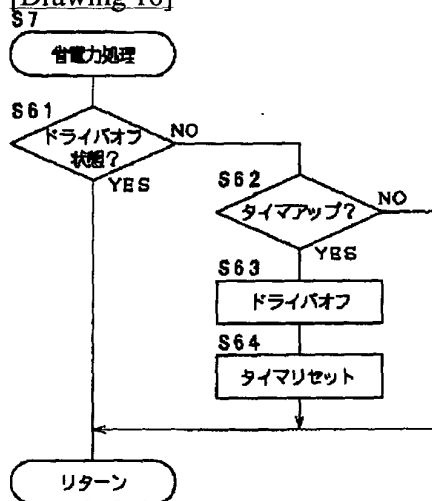 [Drawing 16]
S7
省電力処理
S61
ドライバオフ
状態?
NO
YES
S62
タイマアップ?
NO
YES
S63
ドライバオフ
S64
タイマリセット
リターン